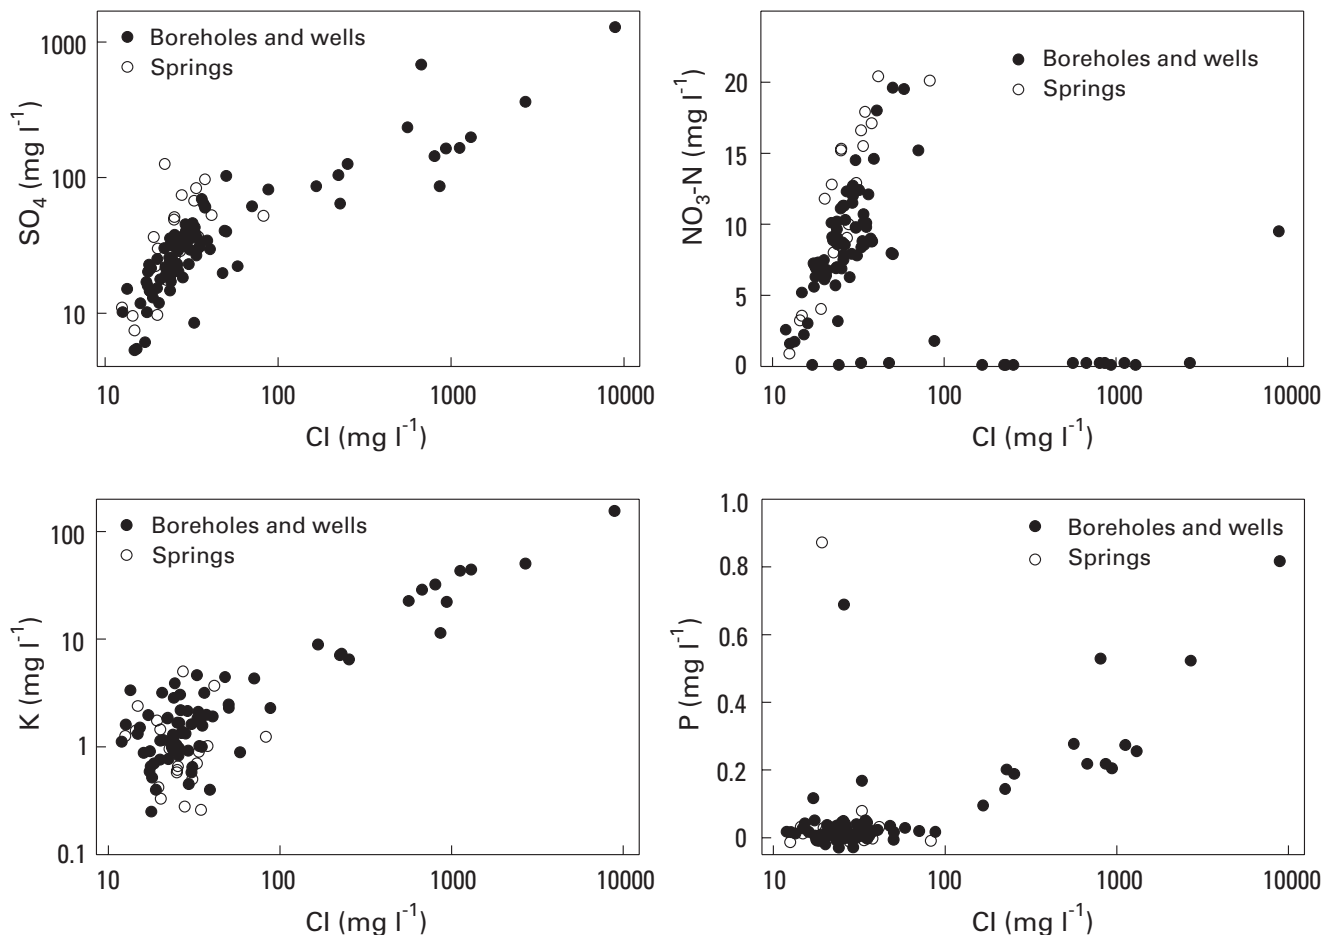 Boreholes and wells
Springs
1000
100
10
SO4 (mg l-1)
10 100 1000 10000
Cl (mg l-1)
Boreholes and wells
Springs
20
15
10
5
0
NO3-N (mg l-1)
10 100 1000 10000
Cl (mg l-1)
Boreholes and wells
Springs
100
10
1
0.1
K (mg l-1)
10 100 1000 10000
Cl (mg l-1)
Boreholes and wells
Springs
1.0
0.8
0.6
0.4
0.2
0
P (mg l-1)
10 100 1000 10000
Cl (mg l-1)